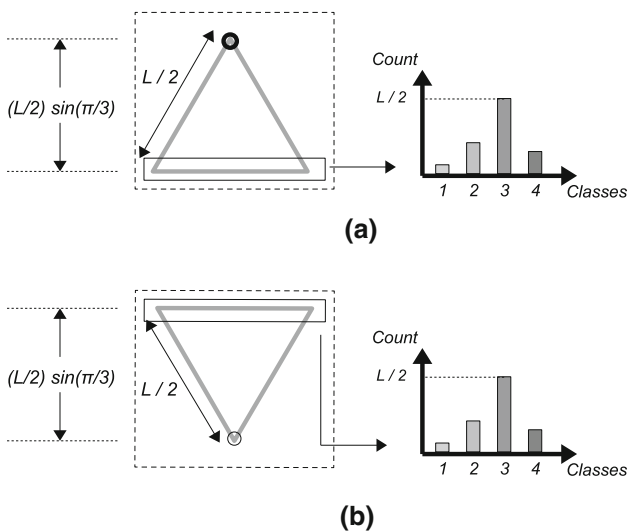 (L/2) sin(π/3)
L / 2
Count
L / 2
1 2 3 4 Classes
(a)
(L/2) sin(π/3)
L / 2
Count
L / 2
1 2 3 4 Classes
(b)